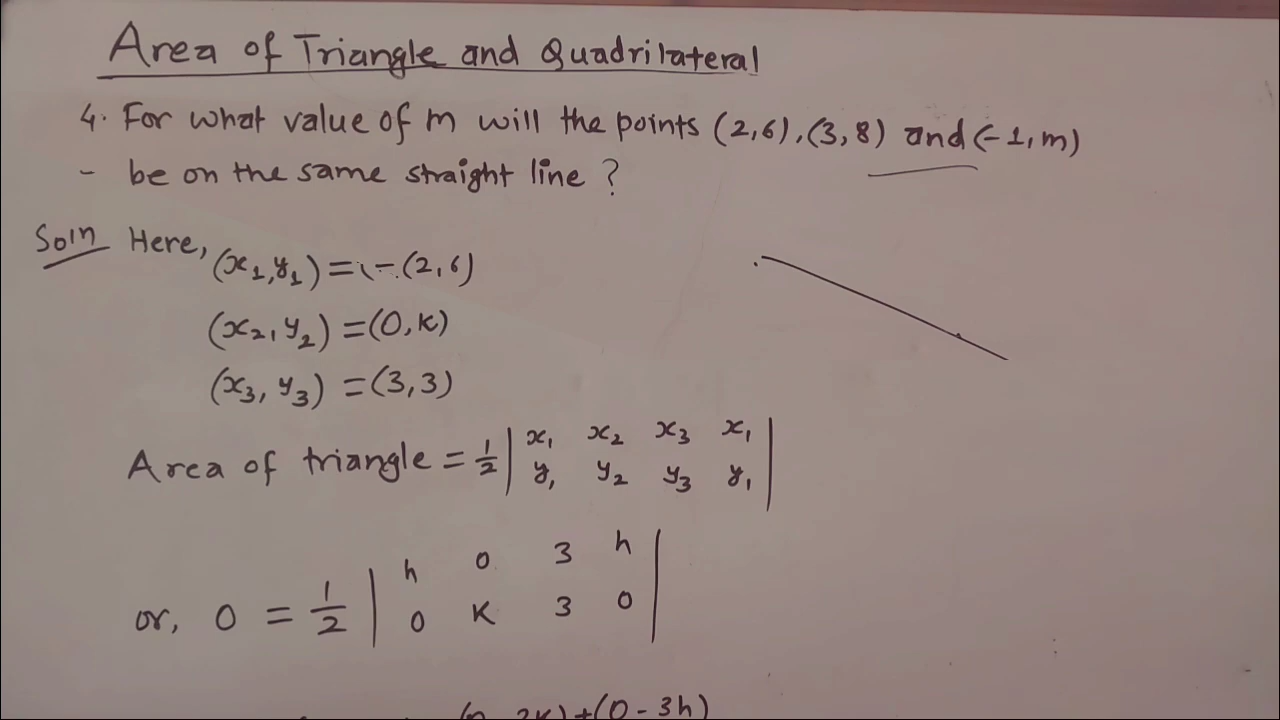 Area of Triangle and Quadrilateral
4. For what value of m will the points (2,6), (3,8) and (-1,m)
- be on the same straight line ?
Soln Here,
(x1,y1) = (-(2,6)
(x2,y2) = (0,K)
(x3,y3) = (3,3)
Area of triangle = 1/2 | x1 x2 x3 x1
y1 y2 y3 y1 |
or, 0 = 1/2 | h 0 3 h
0 K 3 0 |
3K) + (0 - 3h)